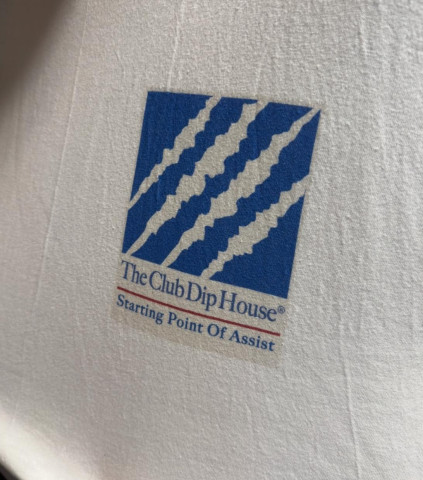 The Club Dip House®
Starting Point Of Assist